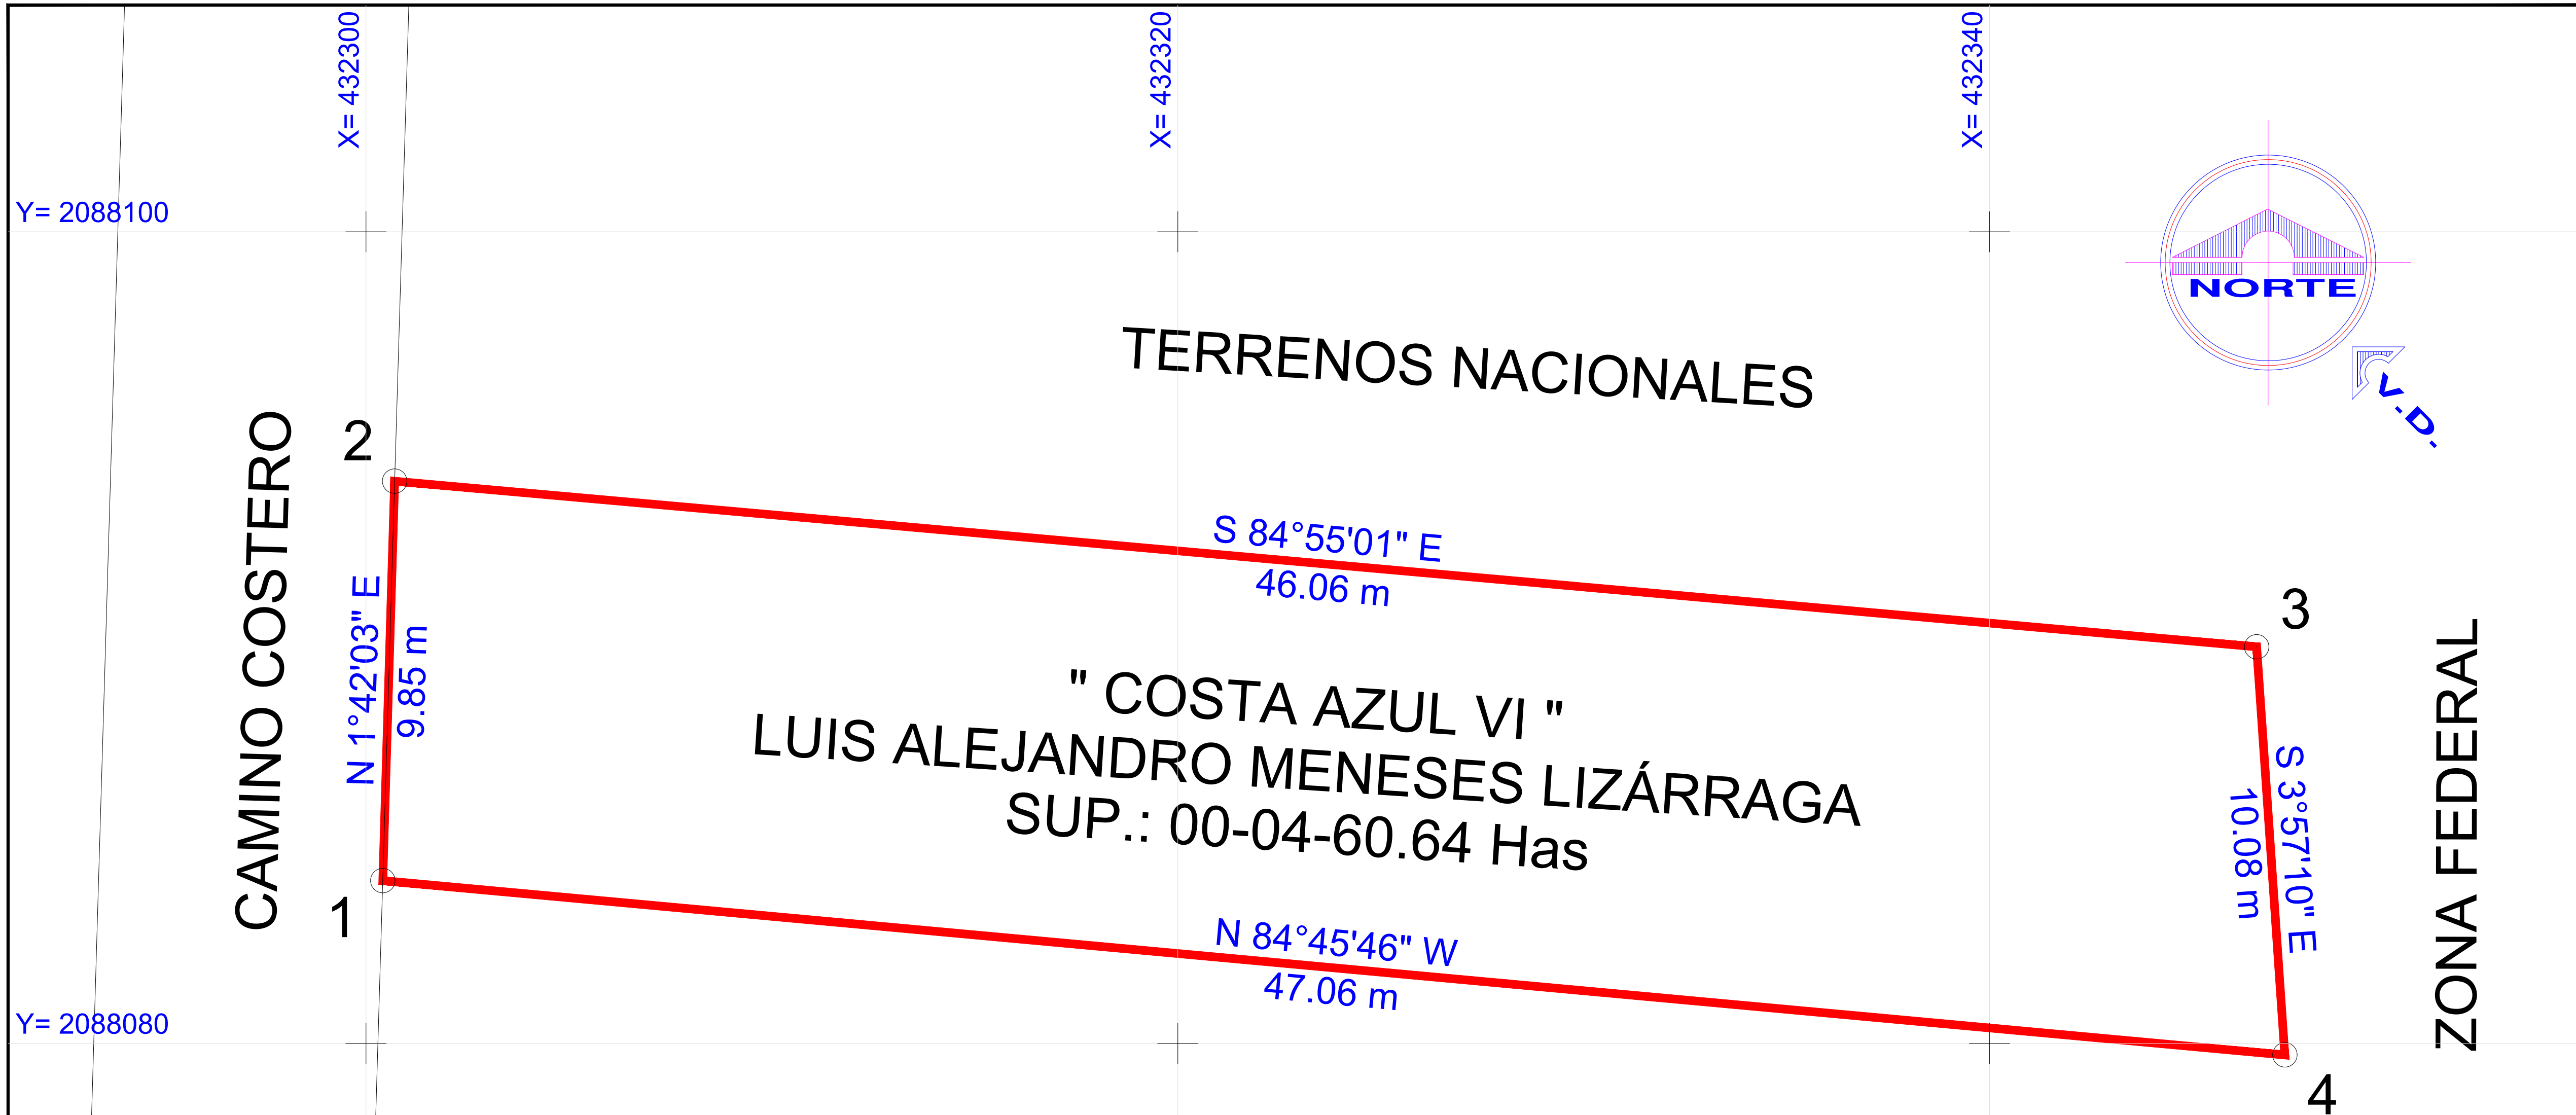 X= 432300
X= 432320
X= 432340
Y= 2088100
NORTE
V.D.
TERRENOS NACIONALES
CAMINO COSTERO
2
S 84°55'01" E
46.06 m
3
N 1°42'03" E
9.85 m
" COSTA AZUL VI "
LUIS ALEJANDRO MENESES LIZÁRRAGA
SUP.: 00-04-60.64 Has
S 3°57'10" E
10.08 m
ZONA FEDERAL
1
N 84°45'46" W
47.06 m
Y= 2088080
4